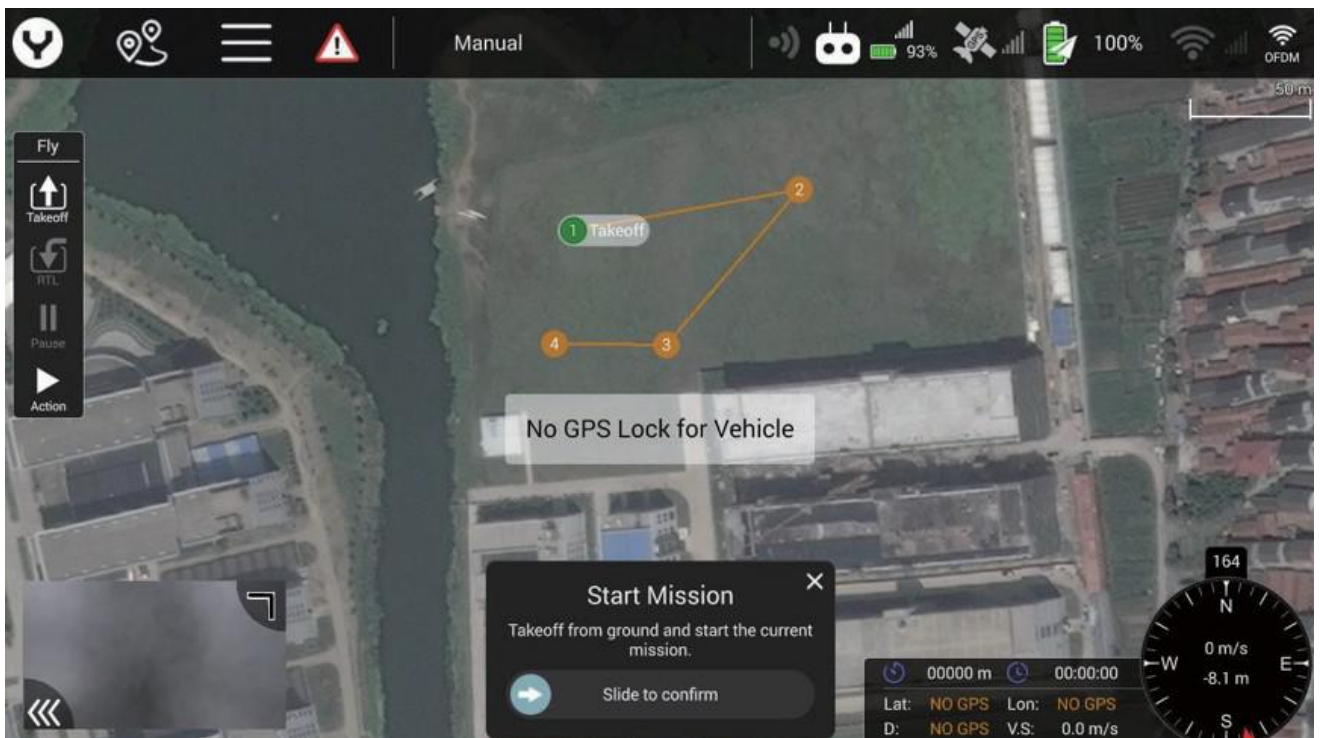 Manual
GPS
93%
100%
OFDM
50 m
Fly
Takeoff
RTL
Pause
Action
1 Takeoff
2
3
4
No GPS Lock for Vehicle
Start Mission
Takeoff from ground and start the current
mission.
Slide to confirm
00000 m 00:00:00
Lat: NO GPS Lon: NO GPS
D: NO GPS V.S: 0.0 m/s
164
N
W E
S
0 m/s
-8.1 m